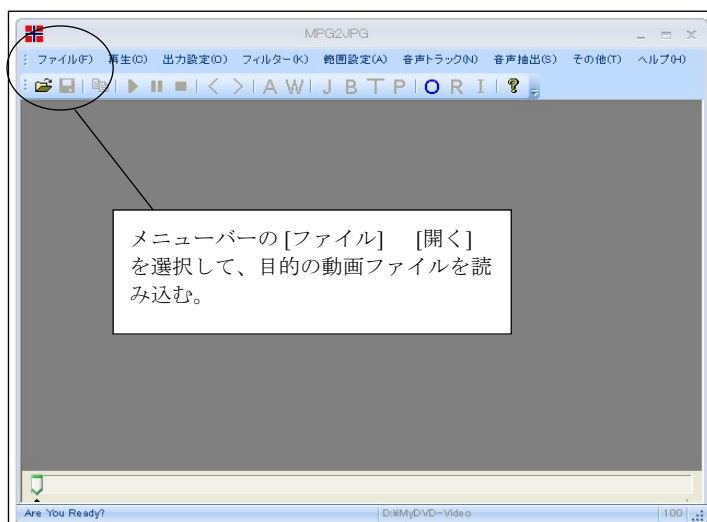 MPG2JPG
ファイル(F) 再生(C) 出力設定(O) フィルター(K) 範囲設定(A) 音声トラック(N) 音声抽出(S) その他(T) ヘルプ(H)
A W J B T P O R I ?
メニューバーの [ファイル] [開く]
を選択して、目的の動画ファイルを読
み込む。
Are You Ready? D:¥MyDVD-Video 100